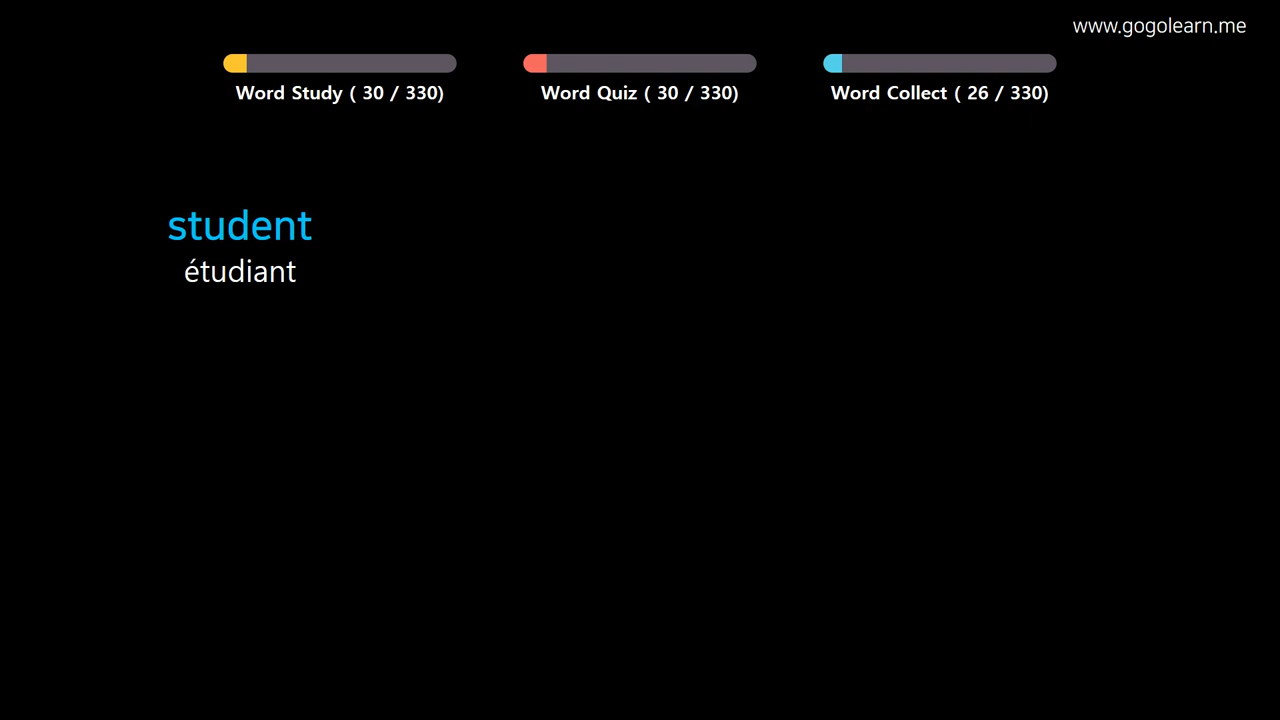 www.gogolearn.me
Word Study ( 30 / 330)
Word Quiz ( 30 / 330)
Word Collect ( 26 / 330)
student
étudiant